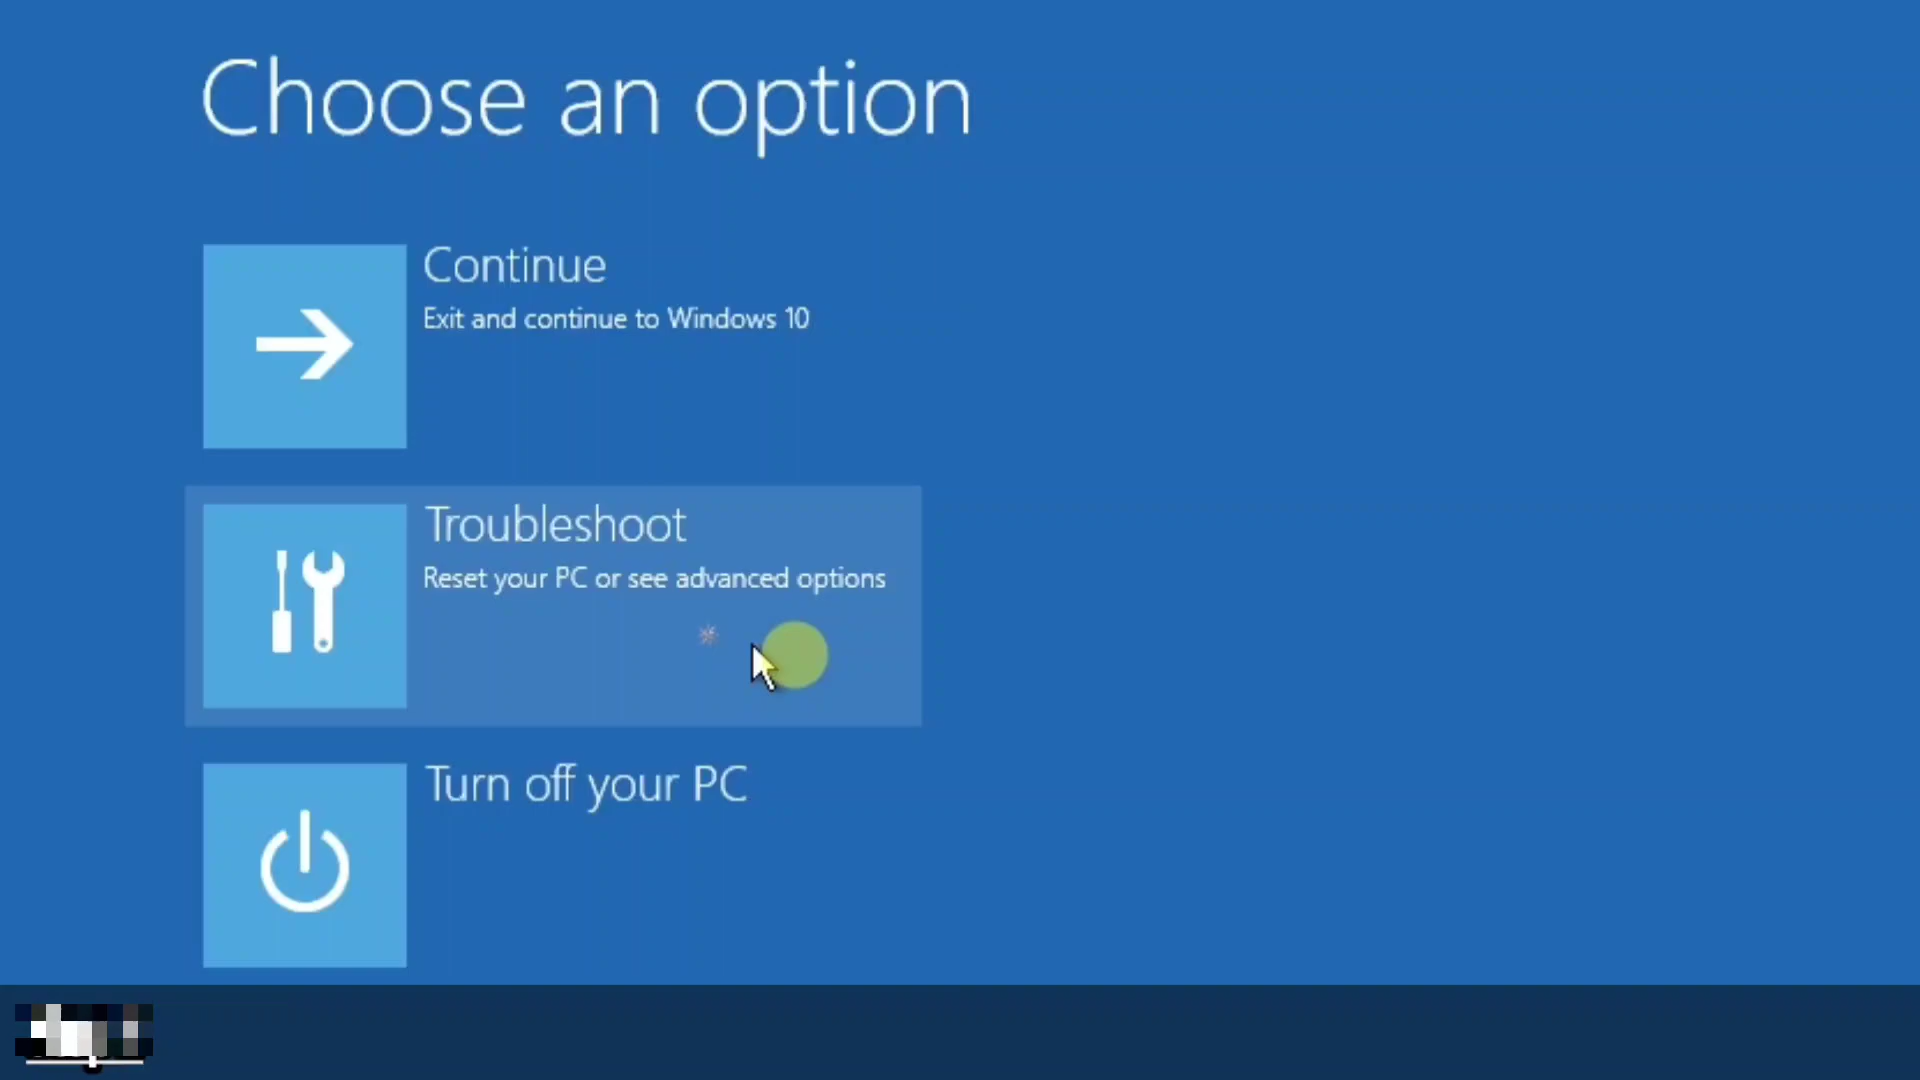 Choose an option
Continue
Exit and continue to Windows 10
Troubleshoot
Reset your PC or see advanced options
Turn off your PC